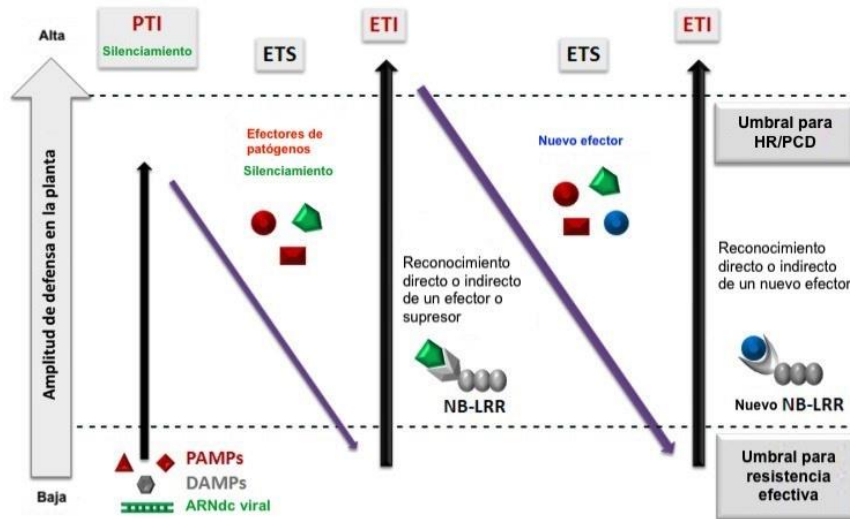 Alta
PTI
Silenciamiento
ETS
ETI
ETS
ETI
Amplitud de defensa en la planta
Efectores de
patógenos
Silenciamiento
Nuevo efector
Umbral para
HR/PCD
Reconocimiento
directo o indirecto
de un efector o
supresor
Reconocimiento
directo o indirecto
de un nuevo efector
NB-LRR
Nuevo NB-LRR
PAMPs
DAMPs
ARNdc viral
Baja
Umbral para
resistencia
efectiva